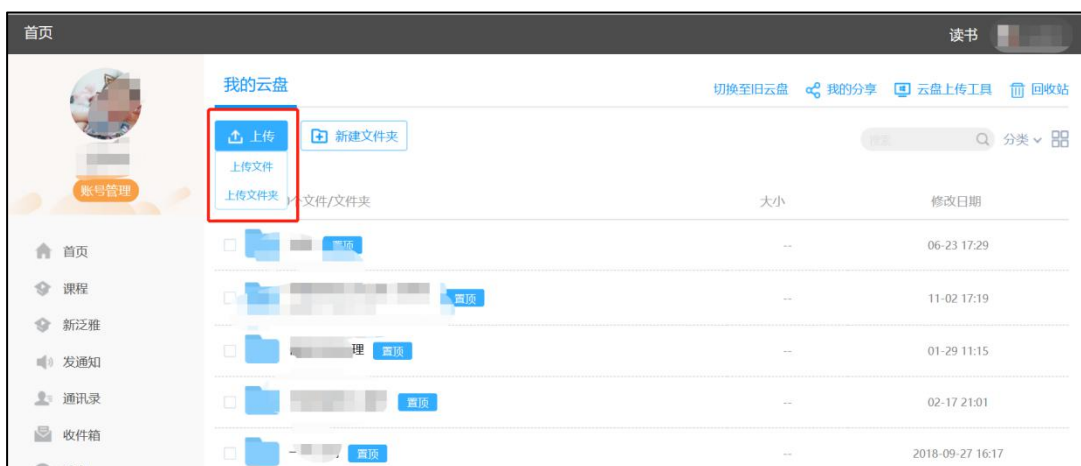 首页 读书
我的云盘 切换至旧云盘 我的分享 云盘上传工具 回收站
上传 新建文件夹 搜索 分类
上传文件
上传文件夹
个文件/文件夹 大小 修改日期
账号管理
置顶 -- 06-23 17:29
首页
置顶 -- 11-02 17:19
课程
新泛雅
理 置顶 -- 01-29 11:15
发通知
置顶 -- 02-17 21:01
通讯录
收件箱
置顶 -- 2018-09-27 16:17